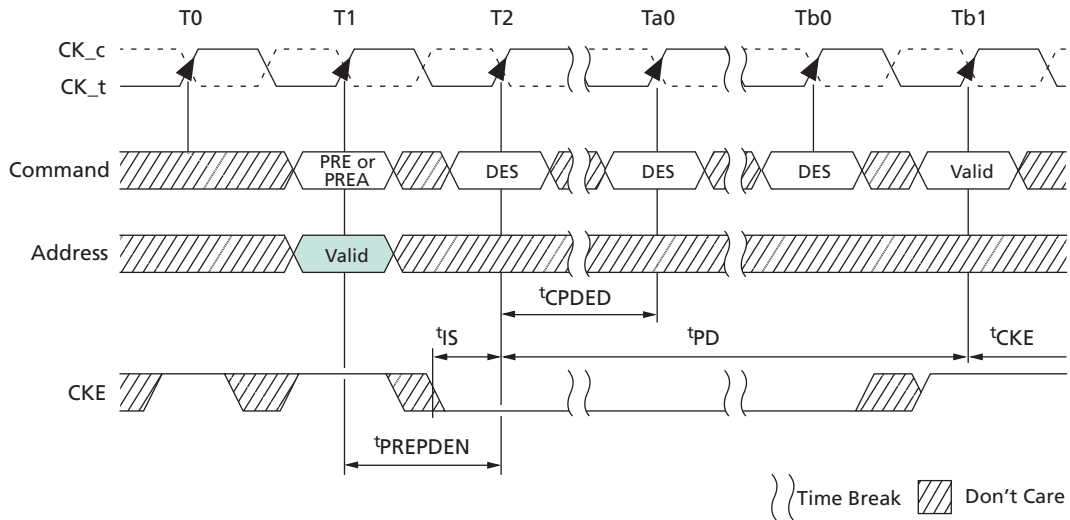 T0 T1 T2 Ta0 Tb0 Tb1
CK_c
CK_t
Command
PRE or
PREA
DES
DES
DES
Valid
Address
Valid
tCPDED
tIS
tPD
tCKE
CKE
tPREPDEN
Time Break
Don't Care